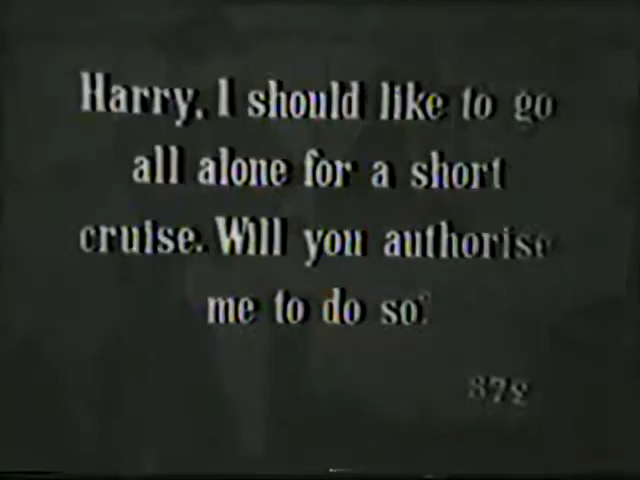 Harry, I should like to go
all alone for a short
cruise. Will you authorise
me to do so?